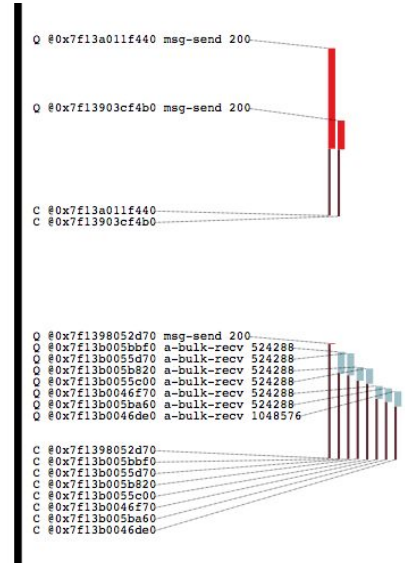 Q @0x7f13a011f440 msg-send 200
Q @0x7f13903cf4b0 msg-send 200
C @0x7f13a011f440
C @0x7f13903cf4b0
Q @0x7f1398052d70 msg-send 200
Q @0x7f13b005bbf0 a-bulk-recv 524288
Q @0x7f13b0055d70 a-bulk-recv 524288
Q @0x7f13b005b820 a-bulk-recv 524288
Q @0x7f13b0055c00 a-bulk-recv 524288
Q @0x7f13b0046f70 a-bulk-recv 524288
Q @0x7f13b005ba60 a-bulk-recv 524288
Q @0x7f13b0046de0 a-bulk-recv 1048576
C @0x7f1398052d70
C @0x7f13b005bbf0
C @0x7f13b0055d70
C @0x7f13b005b820
C @0x7f13b0055c00
C @0x7f13b0046f70
C @0x7f13b005ba60
C @0x7f13b0046de0